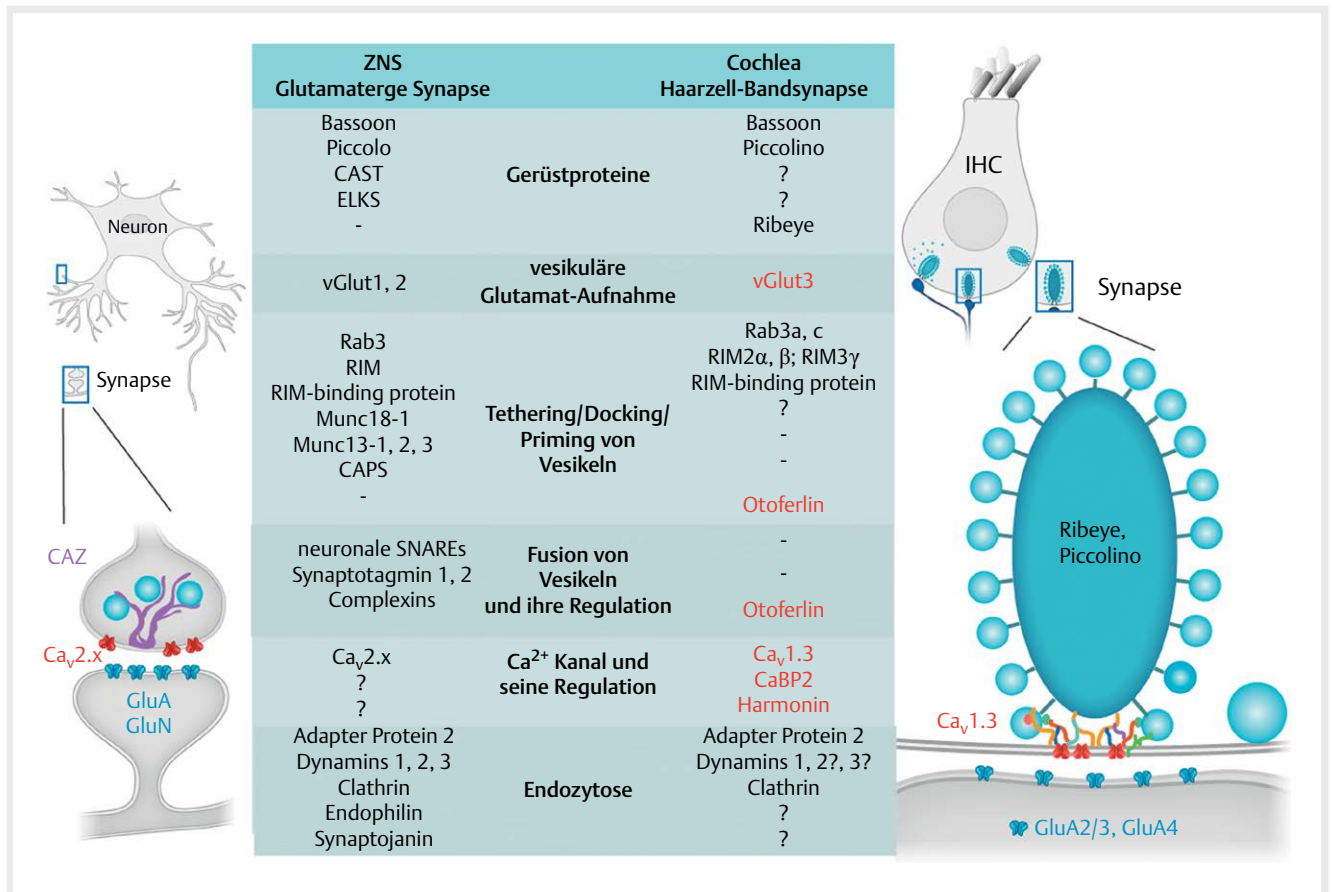 ZNS
Glutamaterge Synapse
Cochlea
Haarzell-Bandsynapse
Bassoon
Piccolo
CAST
ELKS
-
Gerüstproteine
Bassoon
Piccolino
?
?
Ribeye
vGlut1, 2
vesikuläre
Glutamat-Aufnahme
vGlut3
Rab3
RIM
RIM-binding protein
Munc18-1
Munc13-1, 2, 3
CAPS
-
Tethering/Docking/
Priming von
Vesikeln
Rab3a, c
RIM2α, β; RIM3γ
RIM-binding protein
?
-
-
Otoferlin
neuronale SNAREs
Synaptotagmin 1, 2
Complexins
Fusion von
Vesikeln
und ihre Regulation
-
-
Otoferlin
Cav2.x
?
?
Ca2+ Kanal und
seine Regulation
Cav1.3
CaBP2
Harmonin
Adapter Protein 2
Dynamins 1, 2, 3
Clathrin
Endophilin
Synaptojanin
Endozytose
Adapter Protein 2
Dynamins 1, 2?, 3?
Clathrin
?
?
Neuron
Synapse
CAZ
Cav2.x
GluA
GluN
IHC
Synapse
Ribeye,
Piccolino
Cav1.3
GluA2/3, GluA4